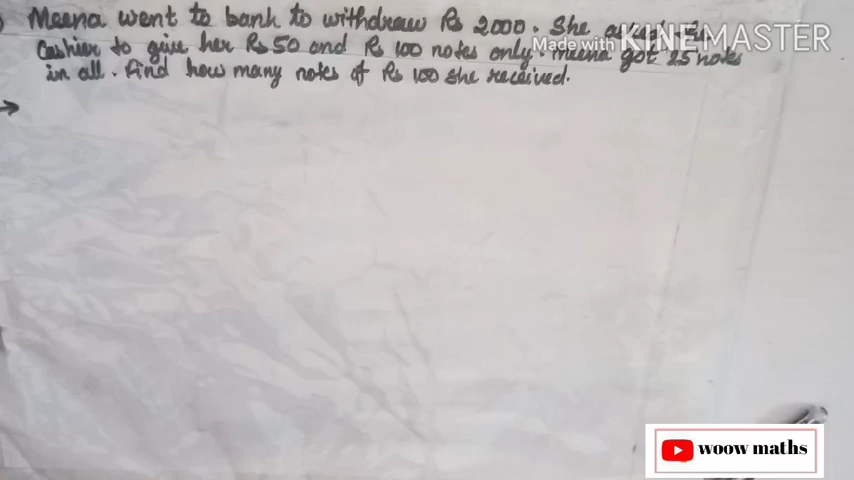 Meena went to bank to withdraw Rs 2000. She asked the
Cashier to give her Rs 50 and Rs 100 notes only. Meena got 25 notes
in all. Find how many notes of Rs 100 she received.
Made with KINEMASTER
woow maths